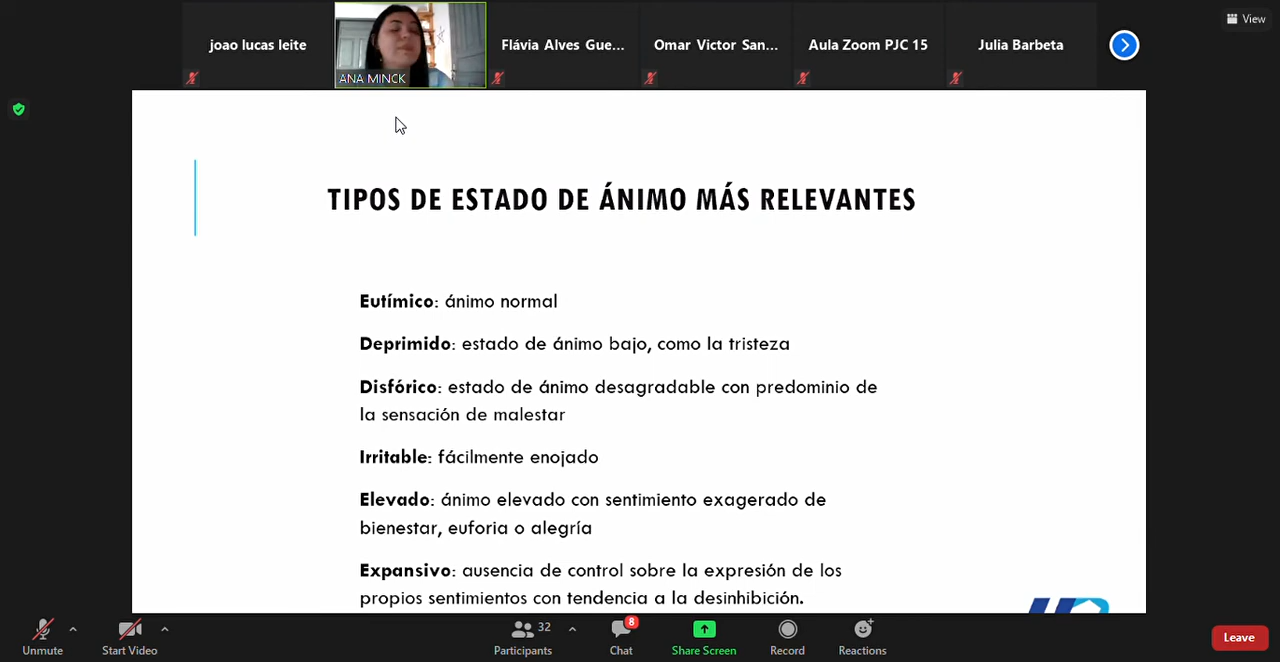 View
joao lucas leite
ANA MINCK
Flávia Alves Gue...
Omar Victor San...
Aula Zoom PJC 15
Julia Barbeta
TIPOS DE ESTADO DE ÁNIMO MÁS RELEVANTES
Eutímico: ánimo normal
Deprimido: estado de ánimo bajo, como la tristeza
Disfórico: estado de ánimo desagradable con predominio de
la sensación de malestar
Irritable: fácilmente enojado
Elevado: ánimo elevado con sentimiento exagerado de
bienestar, euforia o alegría
Expansivo: ausencia de control sobre la expresión de los
propios sentimientos con tendencia a la desinhibición.
Unmute
Start Video
32
Participants
8
Chat
Share Screen
Record
Reactions
Leave